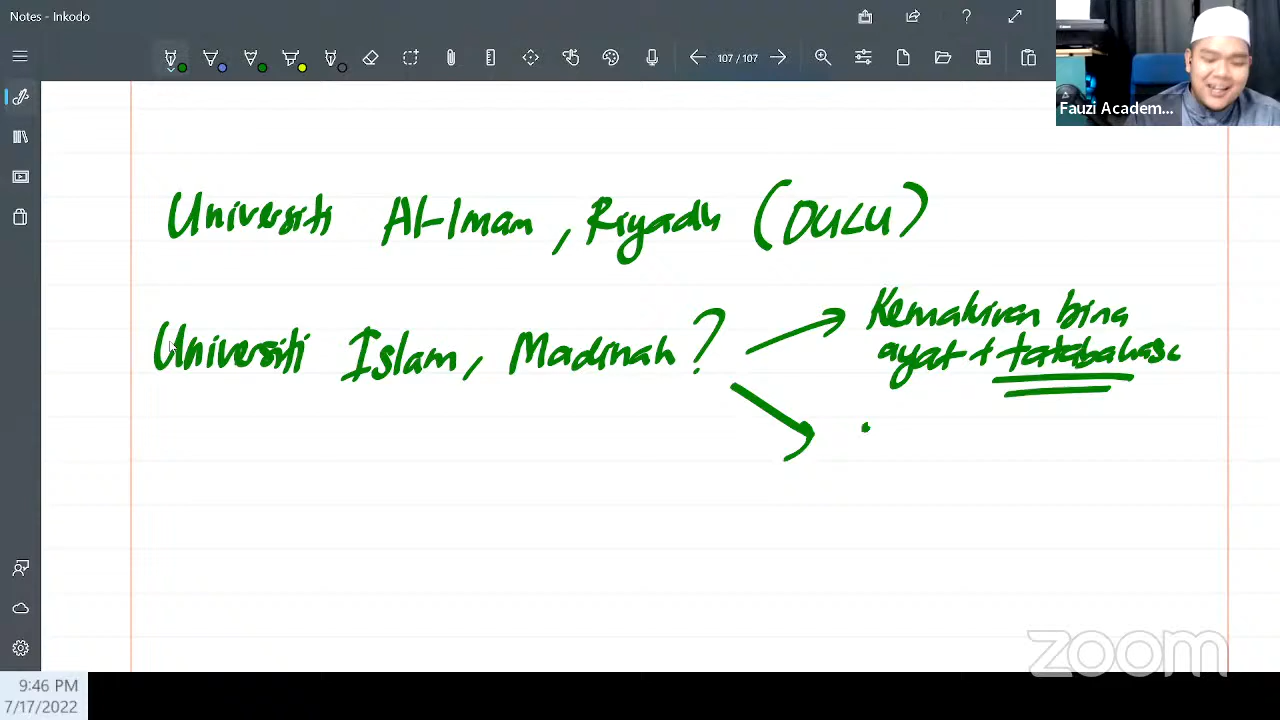 Notes - Inkodo
107 / 107
Fauzi Academ...
Universiti Al-Imam, Riyadh (DULU)
Universiti Islam, Madinah?
Kemahiran bina
ayat + tatabahasa
zoom
9:46 PM
7/17/2022